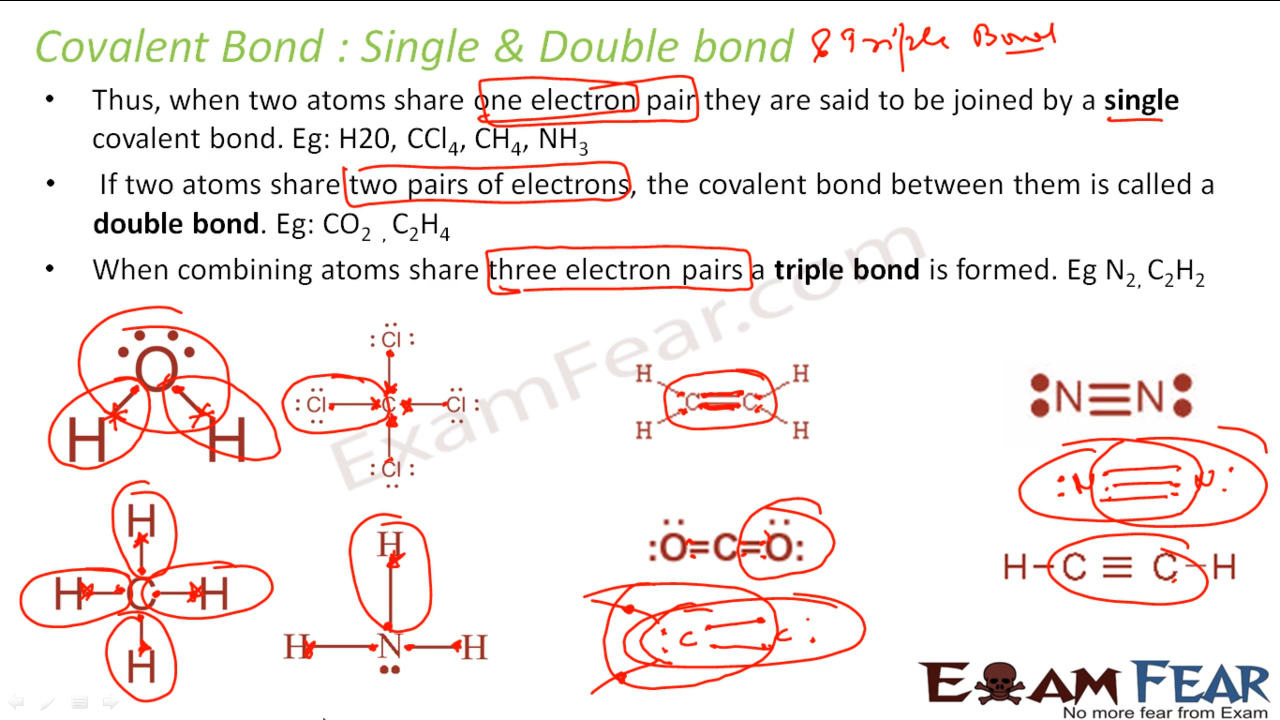 Covalent Bond : Single & Double bond & Triple Bond
• Thus, when two atoms share one electron pair they are said to be joined by a single
covalent bond. Eg: H20, CCl₄, CH₄, NH₃
• If two atoms share two pairs of electrons, the covalent bond between them is called a
double bond. Eg: CO₂ , C₂H₄
• When combining atoms share three electron pairs a triple bond is formed. Eg N₂, C₂H₂
ExamFear.com
O
H H
:Cl:
:Cl C Cl:
:Cl:
H H
C=C
H H
:N≡N:
:N≡N:
H
H C H
H
H
H N H
:O=C=O:
:C=C:
H-C≡C-H
EXAM FEAR
No more fear from Exam